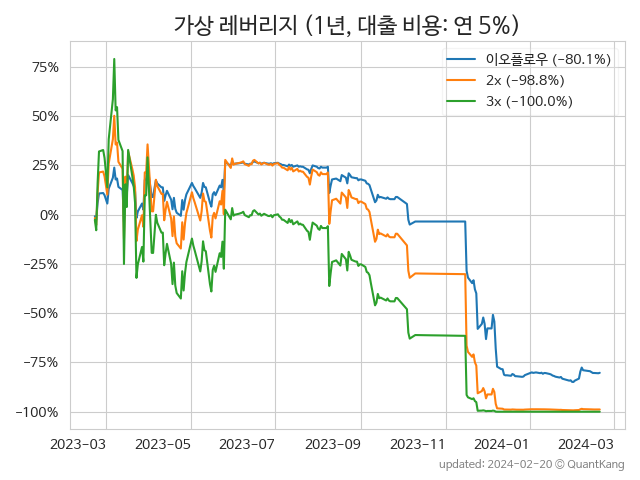 가상 레버리지 (1년, 대출 비용: 연 5%)
이오플로우 (−80.1%)
2x (−98.8%)
3x (−100.0%)
75%
50%
25%
0%
−25%
−50%
−75%
−100%
2023-03 2023-05 2023-07 2023-09 2023-11 2024-01 2024-03
updated: 2024-02-20 © QuantKang